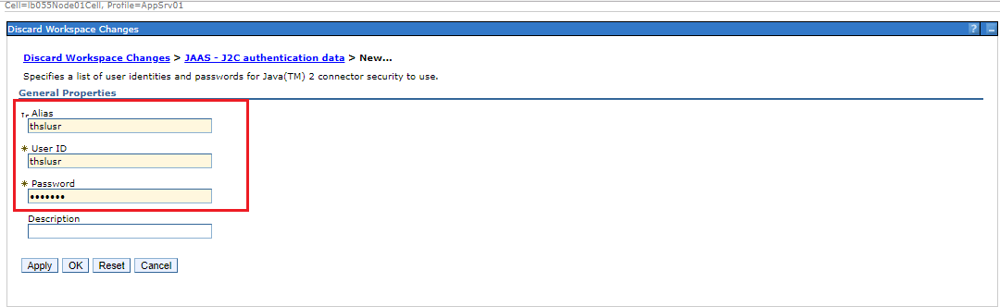 Cell=lb055Node01Cell, Profile=AppSrv01
Discard Workspace Changes ? _
Discard Workspace Changes > JAAS - J2C authentication data > New...
Specifies a list of user identities and passwords for Java(TM) 2 connector security to use.
General Properties
Alias
thslusr
* User ID
thslusr
* Password
•••••••
Description
Apply OK Reset Cancel